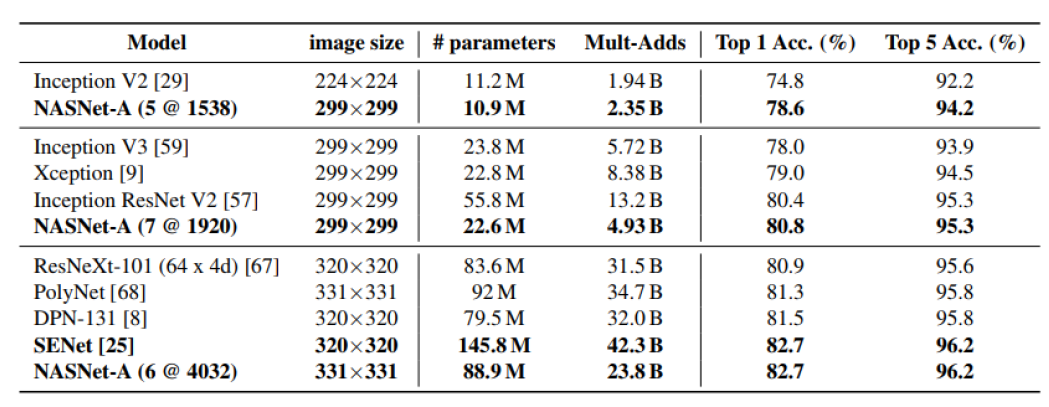 Model image size # parameters Mult-Adds Top 1 Acc. (%) Top 5 Acc. (%)
Inception V2 [29] 224×224 11.2 M 1.94 B 74.8 92.2
NASNet-A (5 @ 1538) 299×299 10.9 M 2.35 B 78.6 94.2
Inception V3 [59] 299×299 23.8 M 5.72 B 78.0 93.9
Xception [9] 299×299 22.8 M 8.38 B 79.0 94.5
Inception ResNet V2 [57] 299×299 55.8 M 13.2 B 80.4 95.3
NASNet-A (7 @ 1920) 299×299 22.6 M 4.93 B 80.8 95.3
ResNeXt-101 (64 x 4d) [67] 320×320 83.6 M 31.5 B 80.9 95.6
PolyNet [68] 331×331 92 M 34.7 B 81.3 95.8
DPN-131 [8] 320×320 79.5 M 32.0 B 81.5 95.8
SENet [25] 320×320 145.8 M 42.3 B 82.7 96.2
NASNet-A (6 @ 4032) 331×331 88.9 M 23.8 B 82.7 96.2